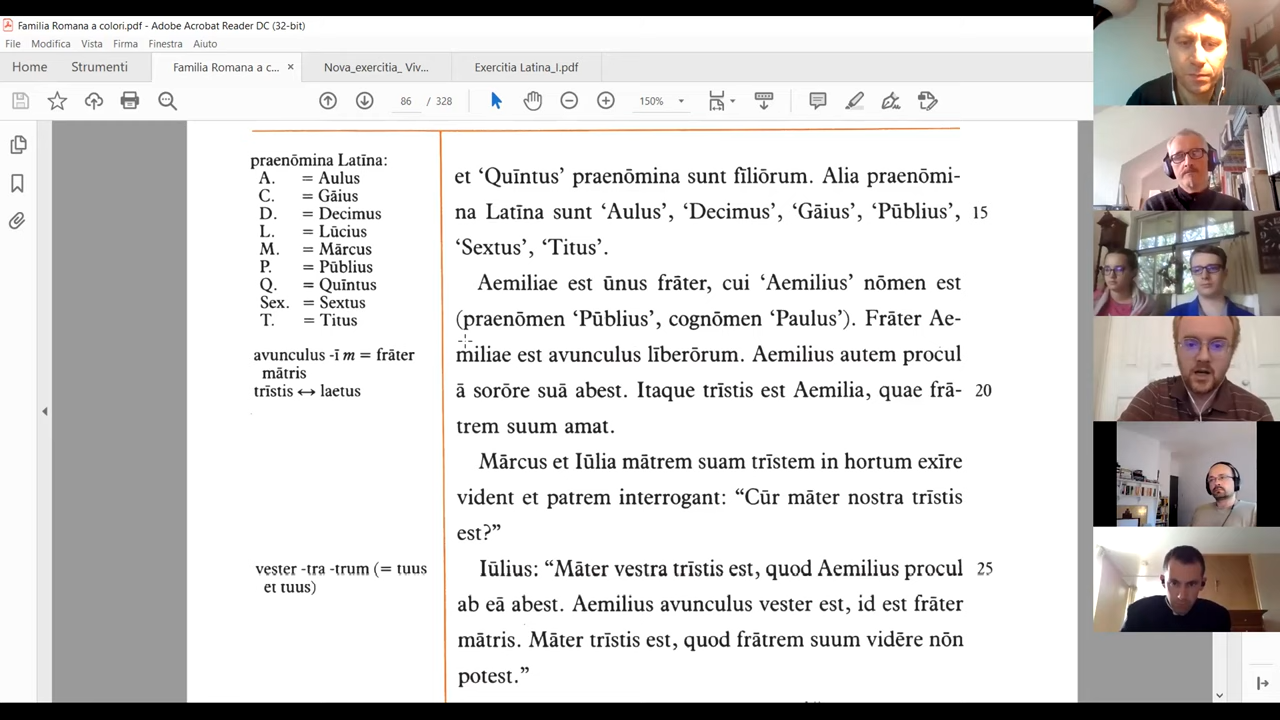 Familia Romana a colori.pdf - Adobe Acrobat Reader DC (32-bit)
File Modifica Vista Firma Finestra Aiuto
Home Strumenti Familia Romana a c... × Nova_exercitia_ Viv... Exercitia Latina_I.pdf
86 / 328 150%
praenōmina Latīna:
A. = Aulus
C. = Gāius
D. = Decimus
L. = Lūcius
M. = Mārcus
P. = Pūblius
Q. = Quīntus
Sex. = Sextus
T. = Titus
avunculus -ī m = frāter
mātris
trīstis ↔ laetus
vester -tra -trum (= tuus
et tuus)
et ‘Quīntus’ praenōmina sunt fīliōrum. Alia praenōmi-
na Latīna sunt ‘Aulus’, ‘Decimus’, ‘Gāius’, ‘Pūblius’, 15
‘Sextus’, ‘Titus’.
Aemiliae est ūnus frāter, cui ‘Aemilius’ nōmen est
(praenōmen ‘Pūblius’, cognōmen ‘Paulus’). Frāter Ae-
miliae est avunculus līberōrum. Aemilius autem procul
ā sorōre suā abest. Itaque trīstis est Aemilia, quae frā- 20
trem suum amat.
Mārcus et Iūlia mātrem suam trīstem in hortum exīre
vident et patrem interrogant: “Cūr māter nostra trīstis
est?”
Iūlius: “Māter vestra trīstis est, quod Aemilius procul 25
ab eā abest. Aemilius avunculus vester est, id est frāter
mātris. Māter trīstis est, quod frātrem suum vidēre nōn
potest.”